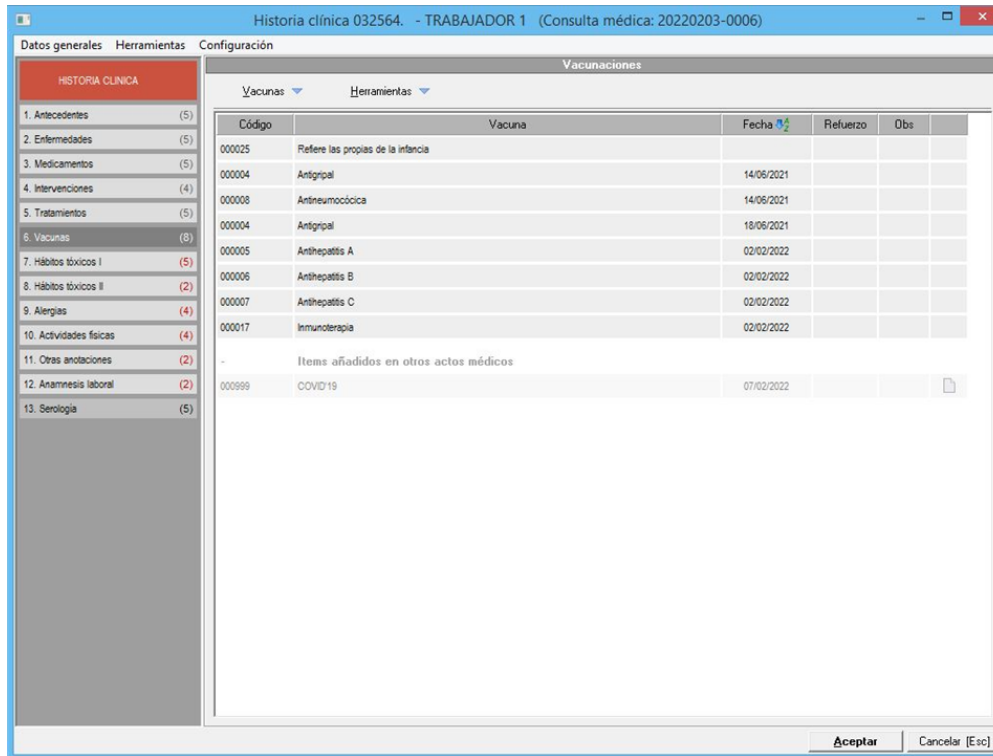 Historia clínica 032564. - TRABAJADOR 1 (Consulta médica: 20220203-0006)
Datos generales Herramientas Configuración
HISTORIA CLINICA
1. Antecedentes (5)
2. Enfermedades (5)
3. Medicamentos (5)
4. Intervenciones (4)
5. Tratamientos (5)
6. Vacunas (8)
7. Hábitos tóxicos I (5)
8. Hábitos tóxicos II (2)
9. Alergias (4)
10. Actividades físicas (4)
11. Otras anotaciones (2)
12. Anamnesis laboral (2)
13. Serología (5)
Vacunaciones
Vacunas Herramientas
Código Vacuna Fecha Refuerzo Obs
000025 Refiere las propias de la infancia
000004 Antigripal 14/06/2021
000008 Antineumocócica 14/06/2021
000004 Antigripal 18/06/2021
000005 Antihepatitis A 02/02/2022
000006 Antihepatitis B 02/02/2022
000007 Antihepatitis C 02/02/2022
000017 Inmunoterapia 02/02/2022
- Items añadidos en otros actos médicos
000999 COVID'19 07/02/2022
Aceptar Cancelar [Esc]